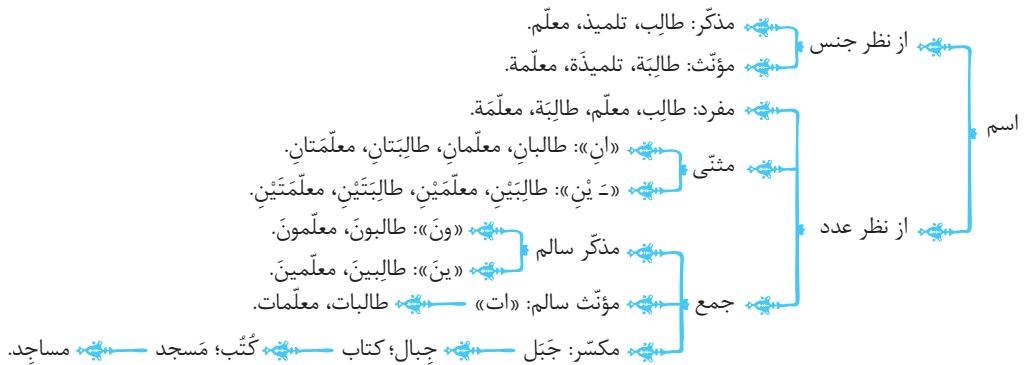 مذکّر: طالِب، تلمیذ، معلّم.
از نظر جنس
مؤنّث: طالِبَة، تلمیذَة، معلّمة.
مفرد: طالِب، معلّم، طالِبَة، معلّمَة.
اسم
«انِ»: طالبانِ، معلّمانِ، طالِبَتانِ، معلّمَتانِ.
مثنّی
«ـَ یْنِ»: طالِبَیْنِ، معلّمَیْنِ، طالِبَتَیْنِ، معلّمَتَیْنِ.
از نظر عدد
«ونَ»: طالبونَ، معلّمونَ.
مذکّر سالم
«ینَ»: طالِبینَ، معلّمینَ.
جمع
مؤنّث سالم: «ات» طالبات، معلّمات.
مکسّر: جَبَل جِبال؛ کتاب کُتُب؛ مَسجد مساجِد.